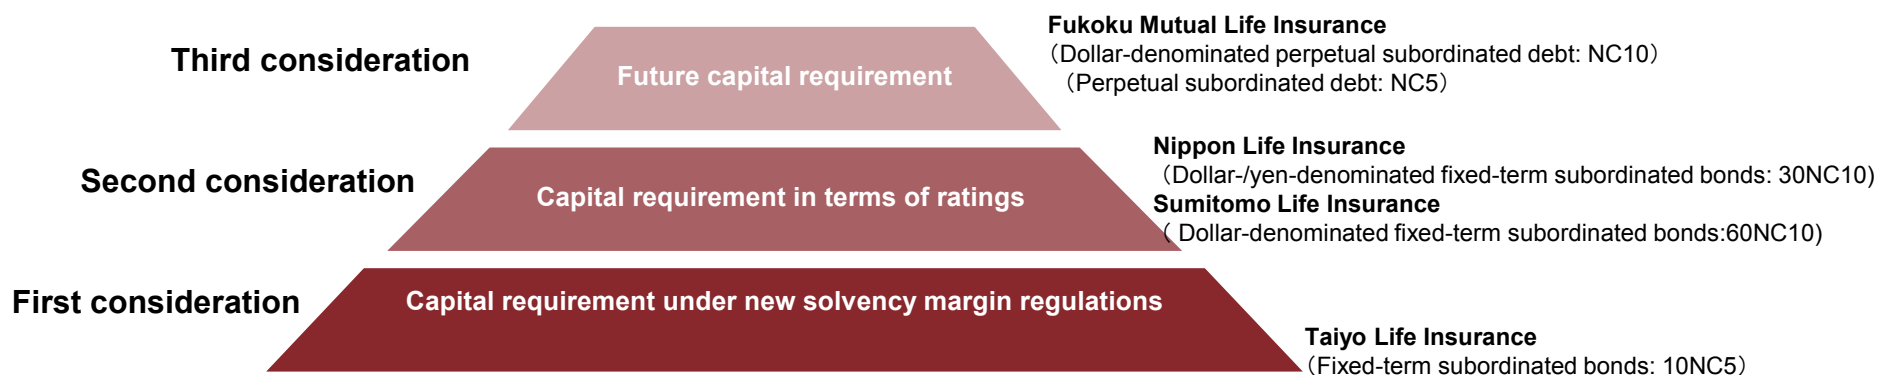 Third consideration
Future capital requirement
Fukoku Mutual Life Insurance
（Dollar-denominated perpetual subordinated debt: NC10）
（Perpetual subordinated debt: NC5）
Second consideration
Capital requirement in terms of ratings
Nippon Life Insurance
（Dollar-/yen-denominated fixed-term subordinated bonds: 30NC10)
Sumitomo Life Insurance
（ Dollar-denominated fixed-term subordinated bonds:60NC10)
First consideration
Capital requirement under new solvency margin regulations
Taiyo Life Insurance
（Fixed-term subordinated bonds: 10NC5）